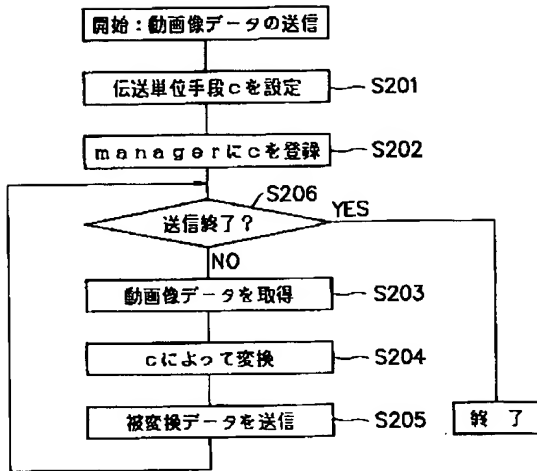 開始：動画像データの送信
伝送単位手段cを設定
S201
managerにcを登録
S202
S206
送信終了?
YES
NO
動画像データを取得
S203
cによって変換
S204
被変換データを送信
S205
終 了